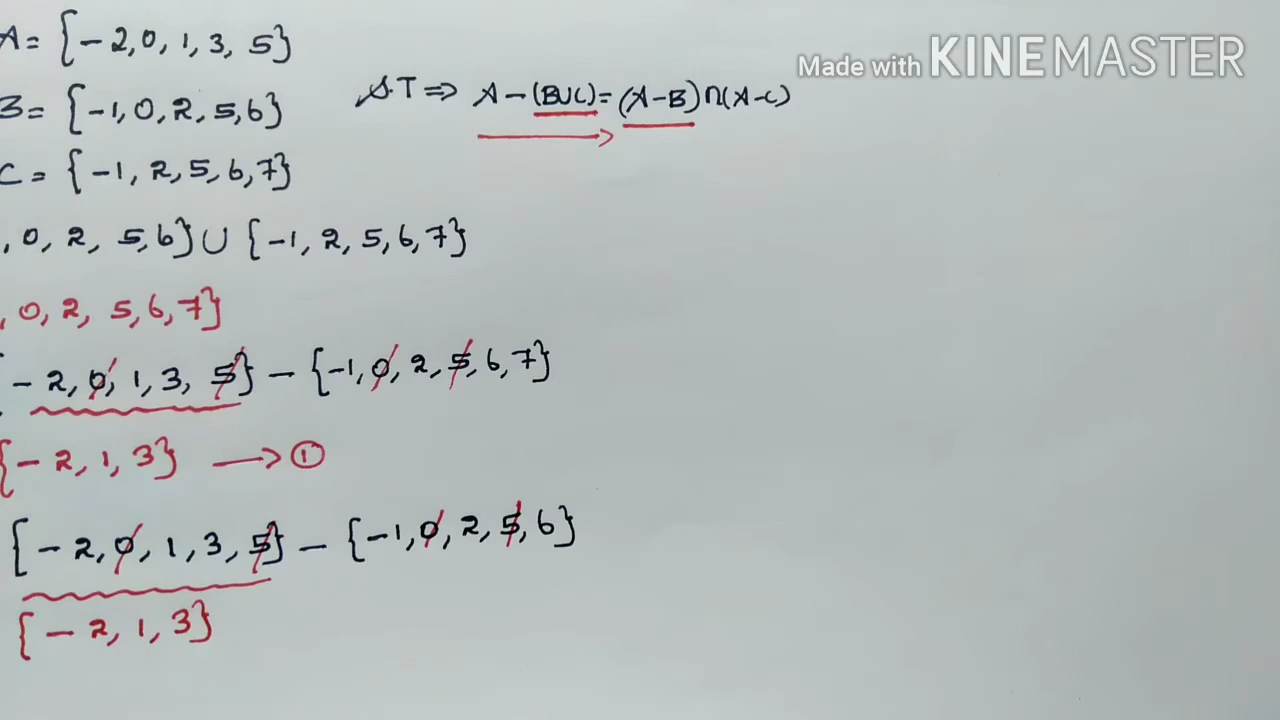 A = {-2, 0, 1, 3, 5}
Made with KINEMASTER
S.T ⇒ A - (B∪C) = (A-B)∩(A-C)
B = {-1, 0, 2, 5, 6}
C = {-1, 2, 5, 6, 7}
, 0, 2, 5, 6} ∪ {-1, 2, 5, 6, 7}
, 0, 2, 5, 6, 7}
{-2, 0, 1, 3, 5} - {-1, 0, 2, 5, 6, 7}
{-2, 1, 3} → ①
{-2, 0, 1, 3, 5} - {-1, 0, 2, 5, 6}
{-2, 1, 3}